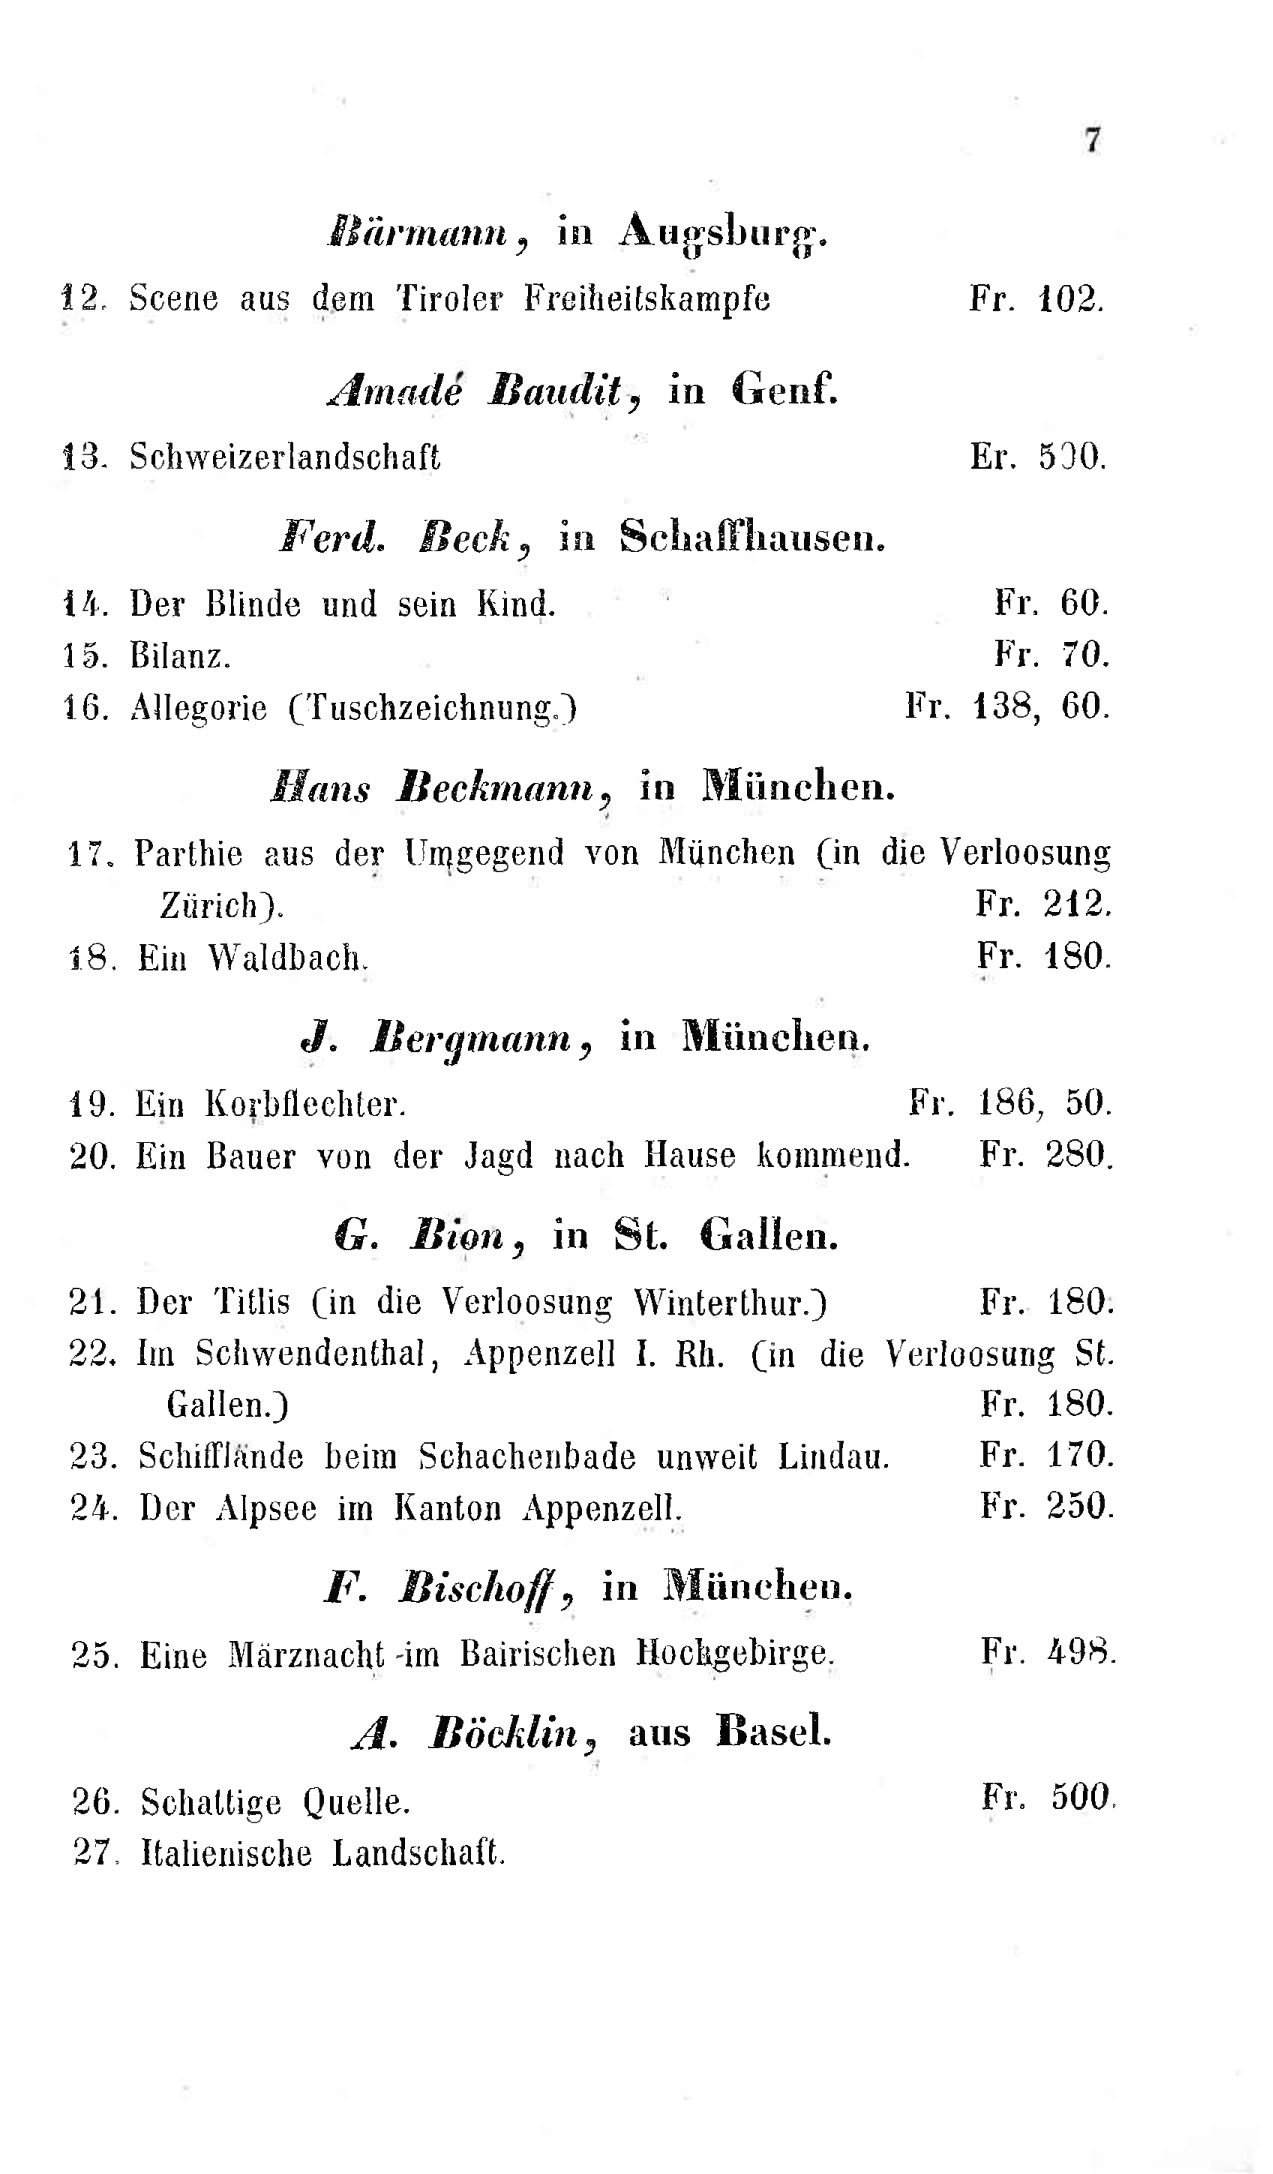 7
Bärmann, in Augsburg.
12. Scene aus dem Tiroler Freiheitskampfe Fr. 102.
Amadé Baudit, in Genf.
13. Schweizerlandschaft Er. 500.
Ferd. Beck, in Schaffhausen.
14. Der Blinde und sein Kind. Fr. 60.
15. Bilanz. Fr. 70.
16. Allegorie (Tuschzeichnung.) Fr. 138, 60.
Hans Beckmann, in München.
17. Parthie aus der Umgegend von München (in die Verloosung
Zürich). Fr. 212.
18. Ein Waldbach. Fr. 180.
J. Bergmann, in München.
19. Ein Korbflechter. Fr. 186, 50.
20. Ein Bauer von der Jagd nach Hause kommend. Fr. 280.
G. Bion, in St. Gallen.
21. Der Titlis (in die Verloosung Winterthur.) Fr. 180.
22. Im Schwendenthal, Appenzell I. Rh. (in die Verloosung St.
Gallen.) Fr. 180.
23. Schifflände beim Schachenbade unweit Lindau. Fr. 170.
24. Der Alpsee im Kanton Appenzell. Fr. 250.
F. Bischoff, in München.
25. Eine Märznacht im Bairischen Hochgebirge. Fr. 498.
A. Böcklin, aus Basel.
26. Schattige Quelle. Fr. 500.
27. Italienische Landschaft.